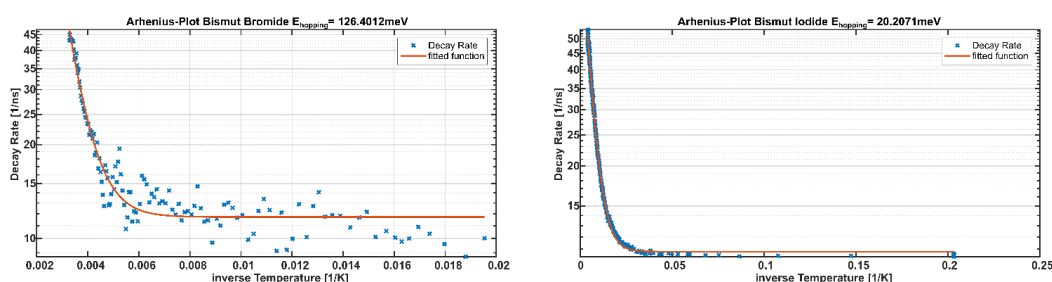 Arhenius-Plot Bismut Bromide E_hopping = 126.4012meV
45
40
35
30
25
20
15
10
Decay Rate [1/ns]
Decay Rate
fitted function
0.002 0.004 0.006 0.008 0.01 0.012 0.014 0.016 0.018 0.02
inverse Temperature [1/K]
Arhenius-Plot Bismut Iodide E_hopping = 20.2071meV
50
45
40
35
30
25
20
15
Decay Rate [1/ns]
Decay Rate
fitted function
0 0.05 0.1 0.15 0.2 0.25
inverse Temperature [1/K]